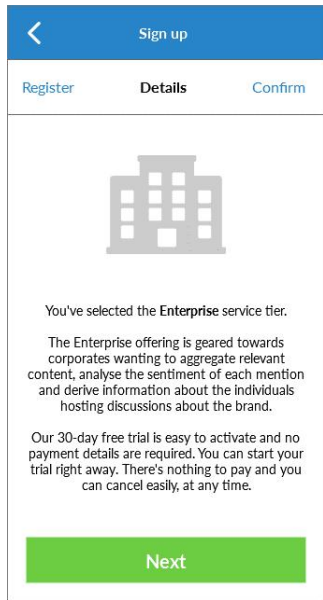 Sign up
Register Details Confirm
You've selected the Enterprise service tier.
The Enterprise offering is geared towards
corporates wanting to aggregate relevant
content, analyse the sentiment of each mention
and derive information about the individuals
hosting discussions about the brand.
Our 30-day free trial is easy to activate and no
payment details are required. You can start your
trial right away. There's nothing to pay and you
can cancel easily, at any time.
Next